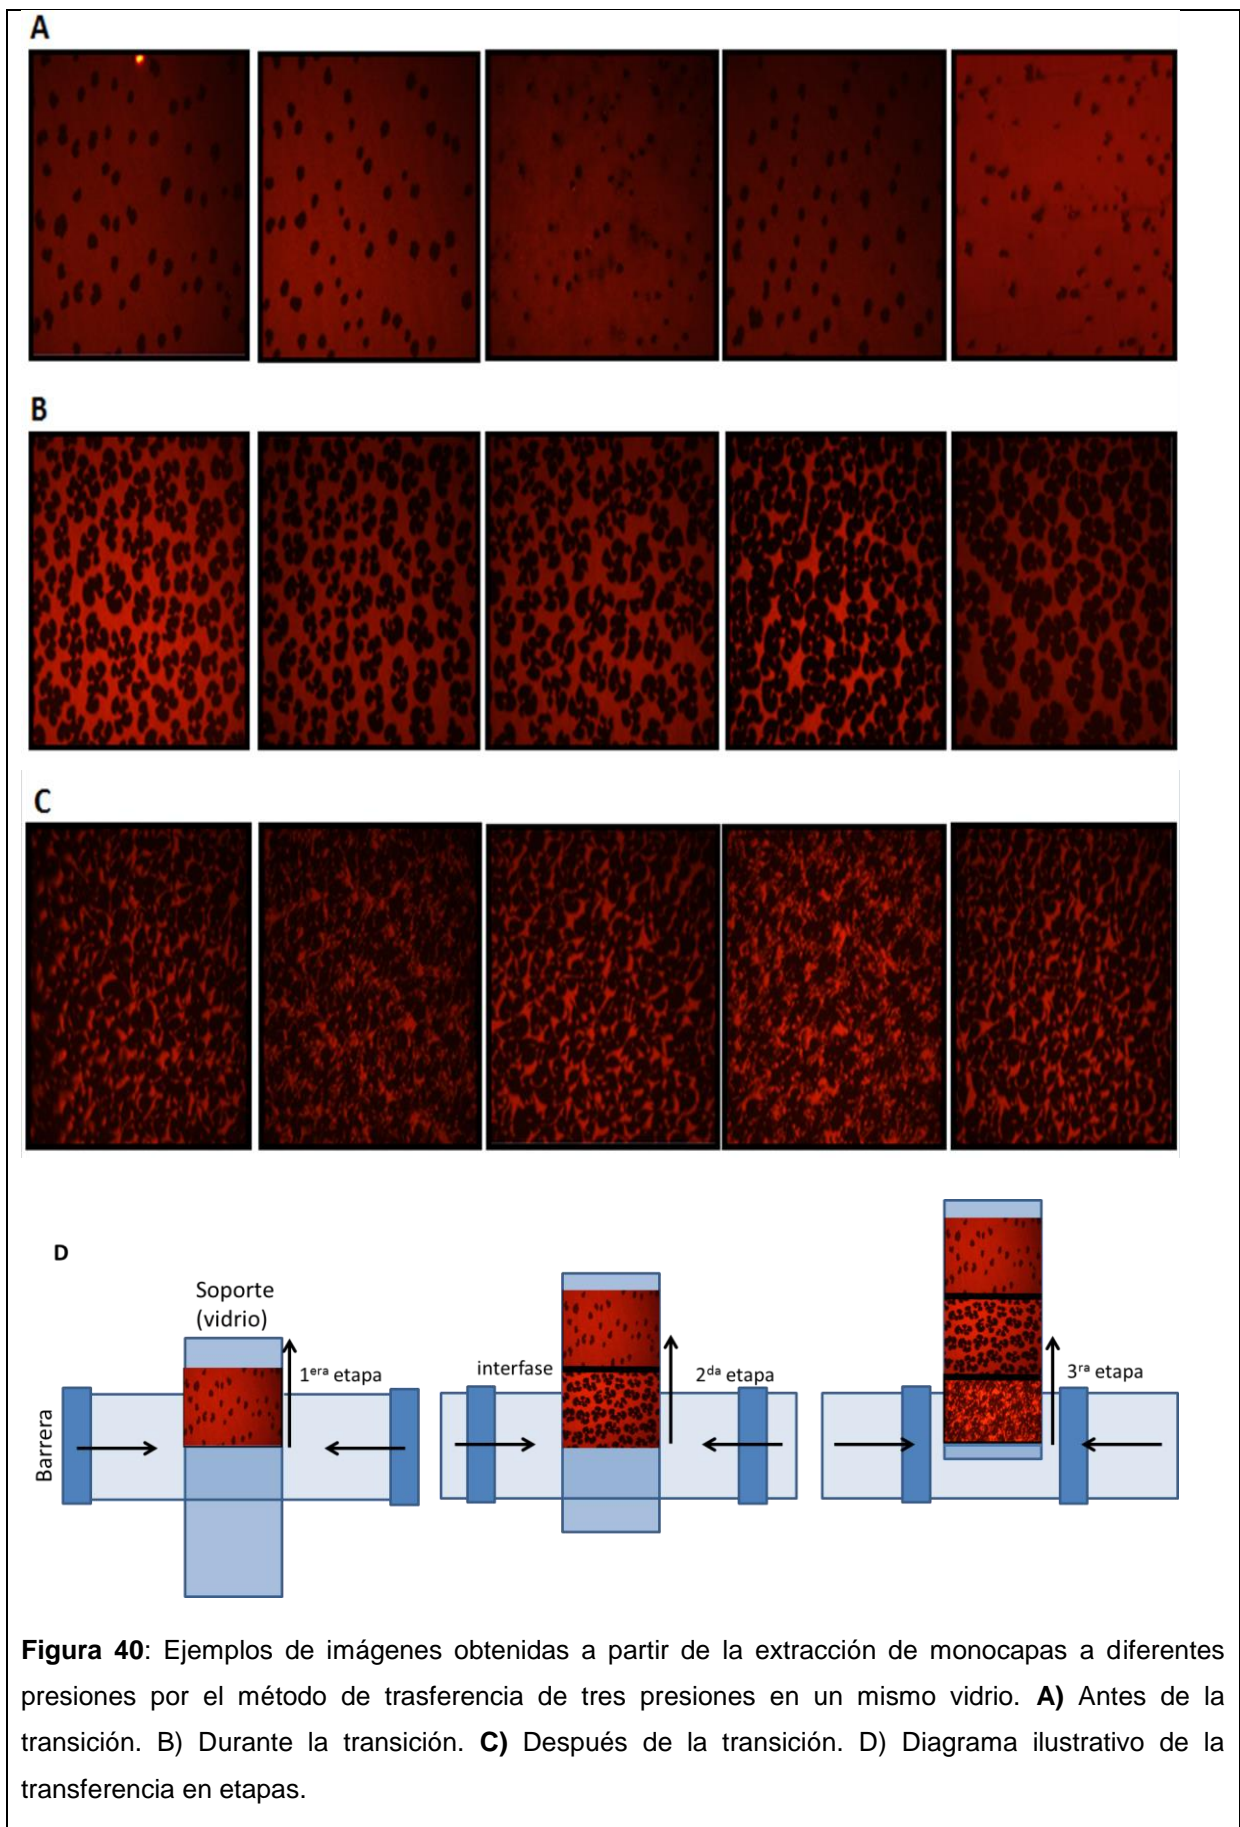 A
B
C
D
Soporte
(vidrio)
1era etapa
Barrera
interfase
2da etapa
3ra etapa
Figura 40: Ejemplos de imágenes obtenidas a partir de la extracción de monocapas a diferentes
presiones por el método de trasferencia de tres presiones en un mismo vidrio. A) Antes de la
transición. B) Durante la transición. C) Después de la transición. D) Diagrama ilustrativo de la
transferencia en etapas.